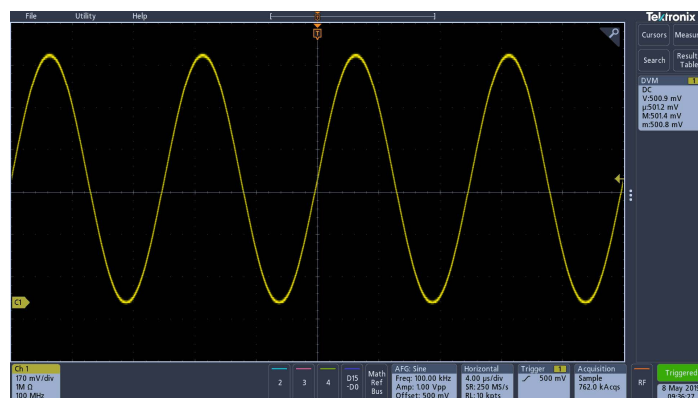 File Utility Help
Tektronix
Cursors Measur
Search Result
Table
DVM 1
DC
V:500.9 mV
μ:501.2 mV
M:501.4 mV
m:500.8 mV
T
C1
Ch 1
170 mV/div
1M Ω
100 MHz
2
3
4
D15
-D0
Math
Ref
Bus
AFG: Sine
Freq: 100.00 kHz
Amp: 1.00 Vpp
Offset: 500 mV
Horizontal
4.00 μs/div
SR: 250 MS/s
RL: 10 kpts
Trigger 1
500 mV
Acquisition
Sample
762.0 kAcqs
RF
Triggered
8 May 2019
09:36:27